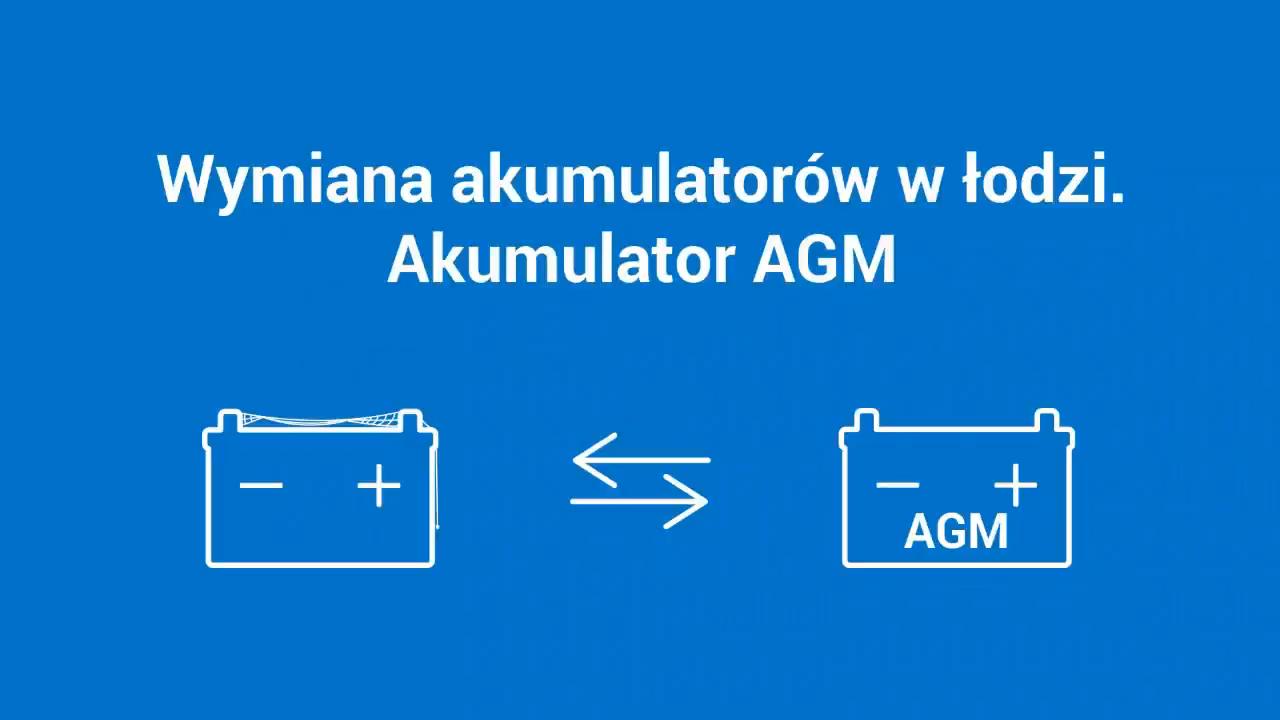 Wymiana akumulatorów w łodzi.
Akumulator AGM
− +
− +
AGM